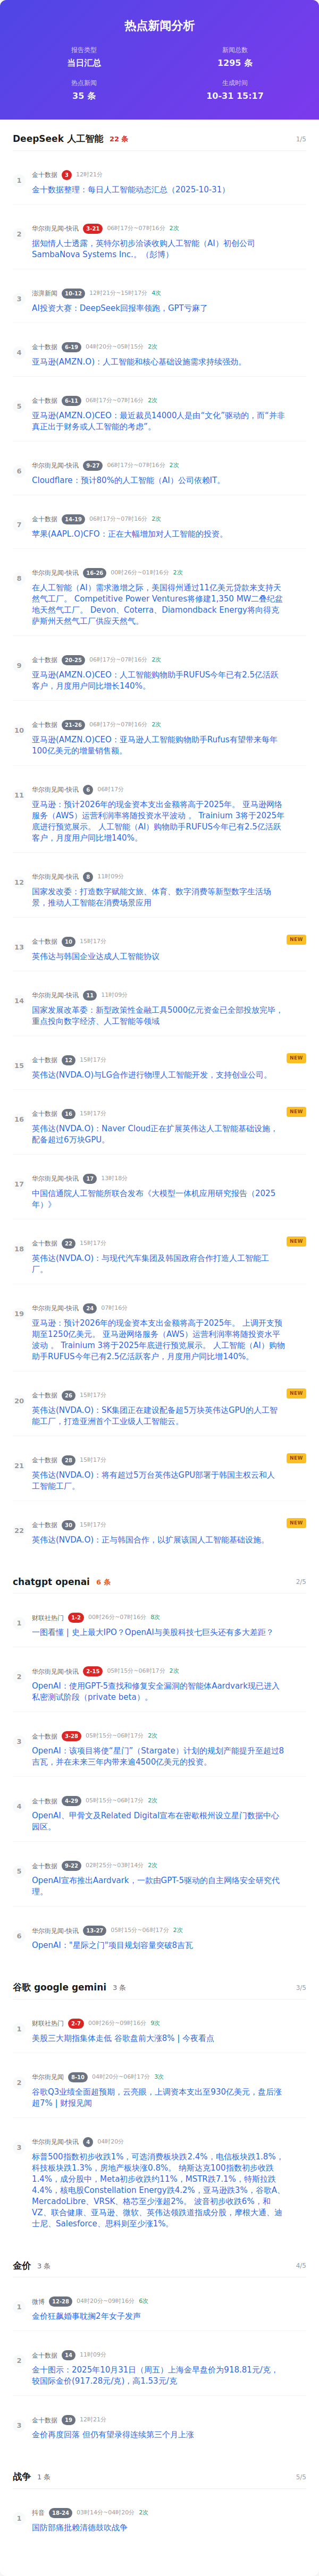 热点新闻分析
报告类型
当日汇总
新闻总数
1295 条
热点新闻
35 条
生成时间
10-31 15:17
DeepSeek 人工智能 22 条 1/5
1
金十数据 3 12时21分
金十数据整理：每日人工智能动态汇总（2025-10-31）
2
华尔街见闻-快讯 3-21 06时17分~07时16分 2次
据知情人士透露，英特尔初步洽谈收购人工智能（AI）初创公司
SambaNova Systems Inc.。（彭博）
3
澎湃新闻 10-12 12时21分~15时17分 4次
AI投资大赛：DeepSeek回报率领跑，GPT亏麻了
4
金十数据 6-19 04时20分~05时15分 2次
亚马逊(AMZN.O)：人工智能和核心基础设施需求持续强劲。
5
金十数据 6-11 06时17分~07时16分 2次
亚马逊(AMZN.O)CEO：最近裁员14000人是由“文化”驱动的，而“并非
真正出于财务或人工智能的考虑”。
6
华尔街见闻-快讯 9-27 06时17分~07时16分 2次
Cloudflare：预计80%的人工智能（AI）公司依赖IT。
7
金十数据 14-19 06时17分~07时16分 2次
苹果(AAPL.O)CFO：正在大幅增加对人工智能的投资。
8
华尔街见闻-快讯 16-26 00时26分~01时16分 2次
在人工智能（AI）需求激增之际，美国得州通过11亿美元贷款来支持天
然气工厂。 Competitive Power Ventures将修建1,350 MW二叠纪盆
地天然气工厂。 Devon、Coterra、Diamondback Energy将向得克
萨斯州天然气工厂供应天然气。
9
金十数据 20-25 06时17分~07时16分 2次
亚马逊(AMZN.O)CEO：人工智能购物助手RUFUS今年已有2.5亿活跃
客户，月度用户同比增长140%。
10
金十数据 21-26 06时17分~07时16分 2次
亚马逊(AMZN.O)CEO：亚马逊人工智能购物助手Rufus有望带来每年
100亿美元的增量销售额。
11
华尔街见闻-快讯 6 06时17分
亚马逊：预计2026年的现金资本支出金额将高于2025年。 亚马逊网络
服务（AWS）运营利润率将随投资水平波动 。 Trainium 3将于2025年
底进行预览展示。 人工智能（AI）购物助手RUFUS今年已有2.5亿活跃
客户，月度用户同比增长140%。
12
华尔街见闻-快讯 8 11时09分
国家发改委：打造数字赋能文旅、体育、数字消费等新型数字生活场
景，推动人工智能在消费场景应用
13
金十数据 10 15时17分 NEW
英伟达与韩国企业达成人工智能协议
14
华尔街见闻-快讯 11 11时09分
国家发展改革委：新型政策性金融工具5000亿元资金已全部投放完毕，
重点投向数字经济、人工智能等领域
15
金十数据 12 15时17分 NEW
英伟达(NVDA.O)与LG合作进行物理人工智能开发，支持创业公司。
16
金十数据 16 15时17分 NEW
英伟达(NVDA.O)：Naver Cloud正在扩展英伟达人工智能基础设施，
配备超过6万块GPU。
17
华尔街见闻-快讯 17 13时18分
中国信通院人工智能所联合发布《大模型一体机应用研究报告（2025
年）》
18
金十数据 22 15时17分 NEW
英伟达(NVDA.O)：与现代汽车集团及韩国政府合作打造人工智能工
厂。
19
华尔街见闻-快讯 24 07时16分
亚马逊：预计2026年的现金资本支出金额将高于2025年。 上调开支预
期至1250亿美元。 亚马逊网络服务（AWS）运营利润率将随投资水平
波动 。 Trainium 3将于2025年底进行预览展示。 人工智能（AI）购物
助手RUFUS今年已有2.5亿活跃客户，月度用户同比增长140%。
20
金十数据 26 15时17分 NEW
英伟达(NVDA.O)：SK集团正在建设配备超5万块英伟达GPU的人工智
能工厂，打造亚洲首个工业级人工智能云。
21
金十数据 28 15时17分 NEW
英伟达(NVDA.O)：将有超过5万台英伟达GPU部署于韩国主权云和人
工智能工厂。
22
金十数据 30 15时17分 NEW
英伟达(NVDA.O)：正与韩国合作，以扩展该国人工智能基础设施。
chatgpt openai 6 条 2/5
1
财联社热门 1-2 00时26分~07时16分 8次
一图看懂 | 史上最大IPO？OpenAI与美股科技七巨头还有多大差距？
2
华尔街见闻-快讯 2-15 05时15分~06时17分 2次
OpenAI：使用GPT-5查找和修复安全漏洞的智能体Aardvark现已进入
私密测试阶段（private beta）。
3
金十数据 3-28 05时15分~06时17分 2次
OpenAI：该项目将使“星门”（Stargate）计划的规划产能提升至超过8
吉瓦，并在未来三年内带来逾4500亿美元的投资。
4
金十数据 4-29 05时15分~06时17分 2次
OpenAI、甲骨文及Related Digital宣布在密歇根州设立星门数据中心
园区。
5
金十数据 9-22 02时25分~03时14分 2次
OpenAI宣布推出Aardvark，一款由GPT-5驱动的自主网络安全研究代
理。
6
华尔街见闻-快讯 13-27 05时15分~06时17分 2次
OpenAI："星际之门"项目规划容量突破8吉瓦
谷歌 google gemini 3 条 3/5
1
财联社热门 2-7 00时26分~09时16分 9次
美股三大期指集体走低 谷歌盘前大涨8% | 今夜看点
2
华尔街见闻 8-10 04时20分~06时17分 3次
谷歌Q3业绩全面超预期，云亮眼，上调资本支出至930亿美元，盘后涨
超7% | 财报见闻
3
华尔街见闻-快讯 4 04时20分
标普500指数初步收跌1%，可选消费板块跌2.4%，电信板块跌1.8%，
科技板块跌1.3%，房地产板块涨0.8%。 纳斯达克100指数初步收跌
1.4%，成分股中，Meta初步收跌约11%，MSTR跌7.1%，特斯拉跌
4.4%，核电股Constellation Energy跌4.2%，亚马逊跌3%，谷歌A、
MercadoLibre、VRSK、格芯至少涨超2%。 波音初步收跌6%，和
VZ、联合健康、亚马逊、微软、英伟达领跌道指成分股，摩根大通、迪
士尼、Salesforce、思科则至少涨1%。
金价 3 条 4/5
1
微博 12-28 04时20分~09时16分 6次
金价狂飙婚事耽搁2年女子发声
2
金十数据 14 11时09分
金十图示：2025年10月31日（周五）上海金早盘价为918.81元/克，
较国际金价(917.28元/克)，高1.53元/克
3
金十数据 19 12时21分
金价再度回落 但仍有望录得连续第三个月上涨
战争 1 条 5/5
1
抖音 18-24 03时14分~04时20分 2次
国防部痛批赖清德鼓吹战争